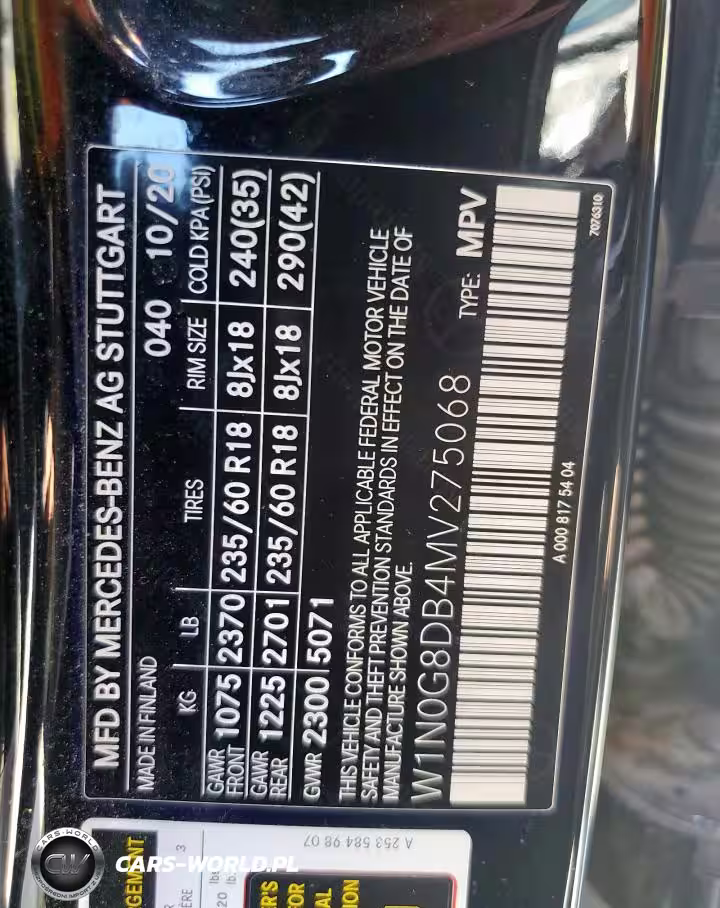 MFD BY MERCEDES-BENZ AG STUTTGART
MADE IN FINLAND 040 10/20
KG LB TIRES RIM SIZE COLD KPA(PSI)
GAWR FRONT 1075 2370 235/60 R18 8Jx18 240(35)
GAWR REAR 1225 2701 235/60 R18 8Jx18 290(42)
GVWR 2300 5071
THIS VEHICLE CONFORMS TO ALL APPLICABLE FEDERAL MOTOR VEHICLE
SAFETY AND THEFT PREVENTION STANDARDS IN EFFECT ON THE DATE OF
MANUFACTURE SHOWN ABOVE.
W1N0G8DB4MV275068 TYPE: MPV
A 000 817 54 04
7076310
A 253 584 98 07
3
CARS-WORLD
CW
CARS-WORLD.PL